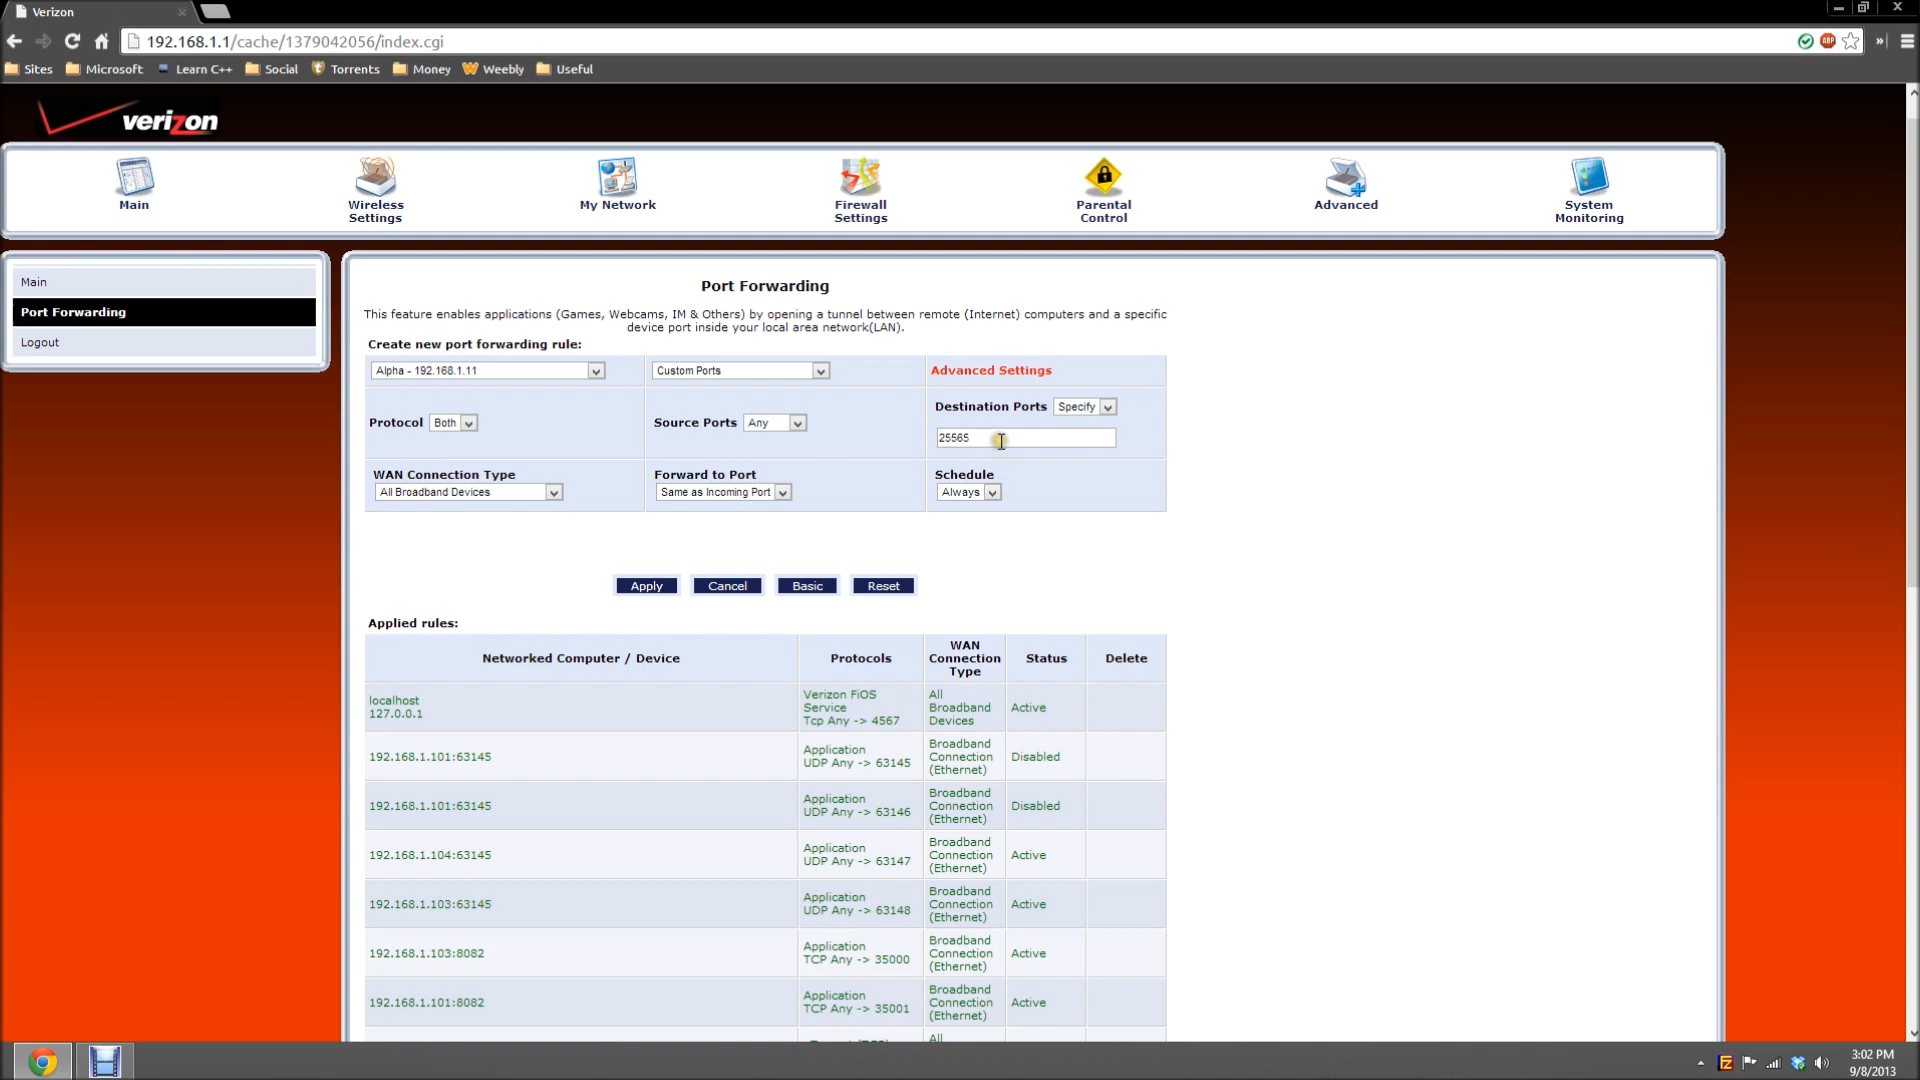 Verizon
192.168.1.1/cache/1379042056/index.cgi
ABP
»
Sites Microsoft Learn C++ Social Torrents Money Weebly Useful
verizon
Main
Wireless
Settings
My Network
Firewall
Settings
Parental
Control
Advanced
System
Monitoring
Main
Port Forwarding
Logout
Port Forwarding
This feature enables applications (Games, Webcams, IM & Others) by opening a tunnel between remote (Internet) computers and a specific
device port inside your local area network(LAN).
Create new port forwarding rule:
Alpha - 192.168.1.11
Custom Ports
Advanced Settings
Protocol Both
Source Ports Any
Destination Ports Specify
25565
WAN Connection Type
All Broadband Devices
Forward to Port
Same as Incoming Port
Schedule
Always
Apply Cancel Basic Reset
Applied rules:
Networked Computer / Device
Protocols
WAN
Connection
Type
Status
Delete
localhost
127.0.0.1
Verizon FiOS
Service
Tcp Any -> 4567
All
Broadband
Devices
Active
192.168.1.101:63145
Application
UDP Any -> 63145
Broadband
Connection
(Ethernet)
Disabled
192.168.1.101:63145
Application
UDP Any -> 63146
Broadband
Connection
(Ethernet)
Disabled
192.168.1.104:63145
Application
UDP Any -> 63147
Broadband
Connection
(Ethernet)
Active
192.168.1.103:63145
Application
UDP Any -> 63148
Broadband
Connection
(Ethernet)
Active
192.168.1.103:8082
Application
TCP Any -> 35000
Broadband
Connection
(Ethernet)
Active
192.168.1.101:8082
Application
TCP Any -> 35001
Broadband
Connection
(Ethernet)
Active
All
FZ
3:02 PM
9/8/2013